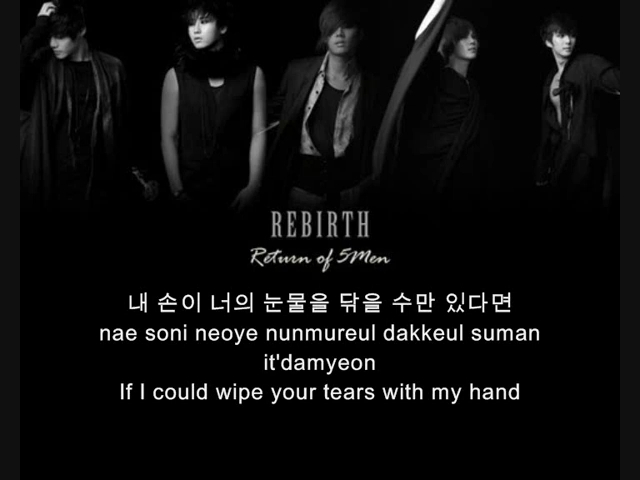 REBIRTH
Return of 5Men
내 손이 너의 눈물을 닦을 수만 있다면
nae soni neoye nunmureul dakkeul suman
it'damyeon
If I could wipe your tears with my hand